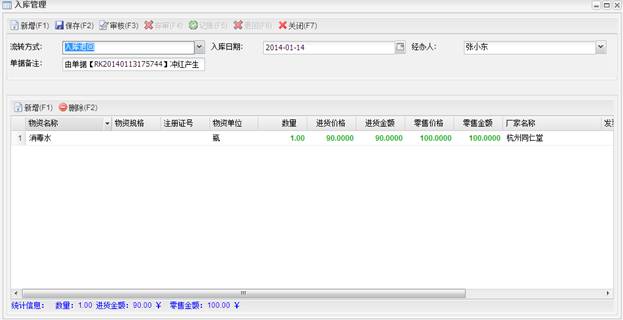 入库管理
新增(F1) 保存(F2) 审核(F3) 弃审(F4) 记账(F5) 退回(F6) 关闭(F7)
流转方式: 入库退回 入库日期: 2014-01-14 经办人: 张小东
单据备注: 由单据【RK20140113175744】冲红产生
新增(F1) 删除(F2)
物资名称 物资规格 注册证号 物资单位 数量 进货价格 进货金额 零售价格 零售金额 厂家名称
1 消毒水 瓶 1.00 90.0000 90.0000 100.0000 100.0000 杭州同仁堂
统计信息: 数量: 1.00 进货金额: 90.00 ¥ 零售金额: 100.00 ¥